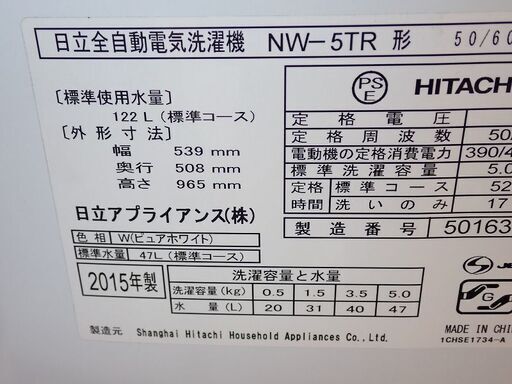 日立全自動電気洗濯機 NW-5TR 形 50/60
[標準使用水量]
122 L (標準コース)
[外形寸法]
幅 539 mm
奥行 508 mm
高さ 965 mm
日立アプライアンス(株)
色相 W(ピュアホワイト)
標準水量 47L (標準コース)
2015年製
PS
E
HITACH
定格電圧
定格周波数 50
電動機の定格消費電力 390/4
標準洗濯容量 5.0
定格 標準コース 52
時間 洗いのみ 17
製造番号 50163
洗濯容量と水量
洗濯容量(kg) 0.5 1.5 3.5 5.0
水量(L) 20 31 40 47
製造元 Shanghai Hitachi Household Appliances Co., Ltd.
S JE
G
MADE IN CHI
1CHSE1734-A